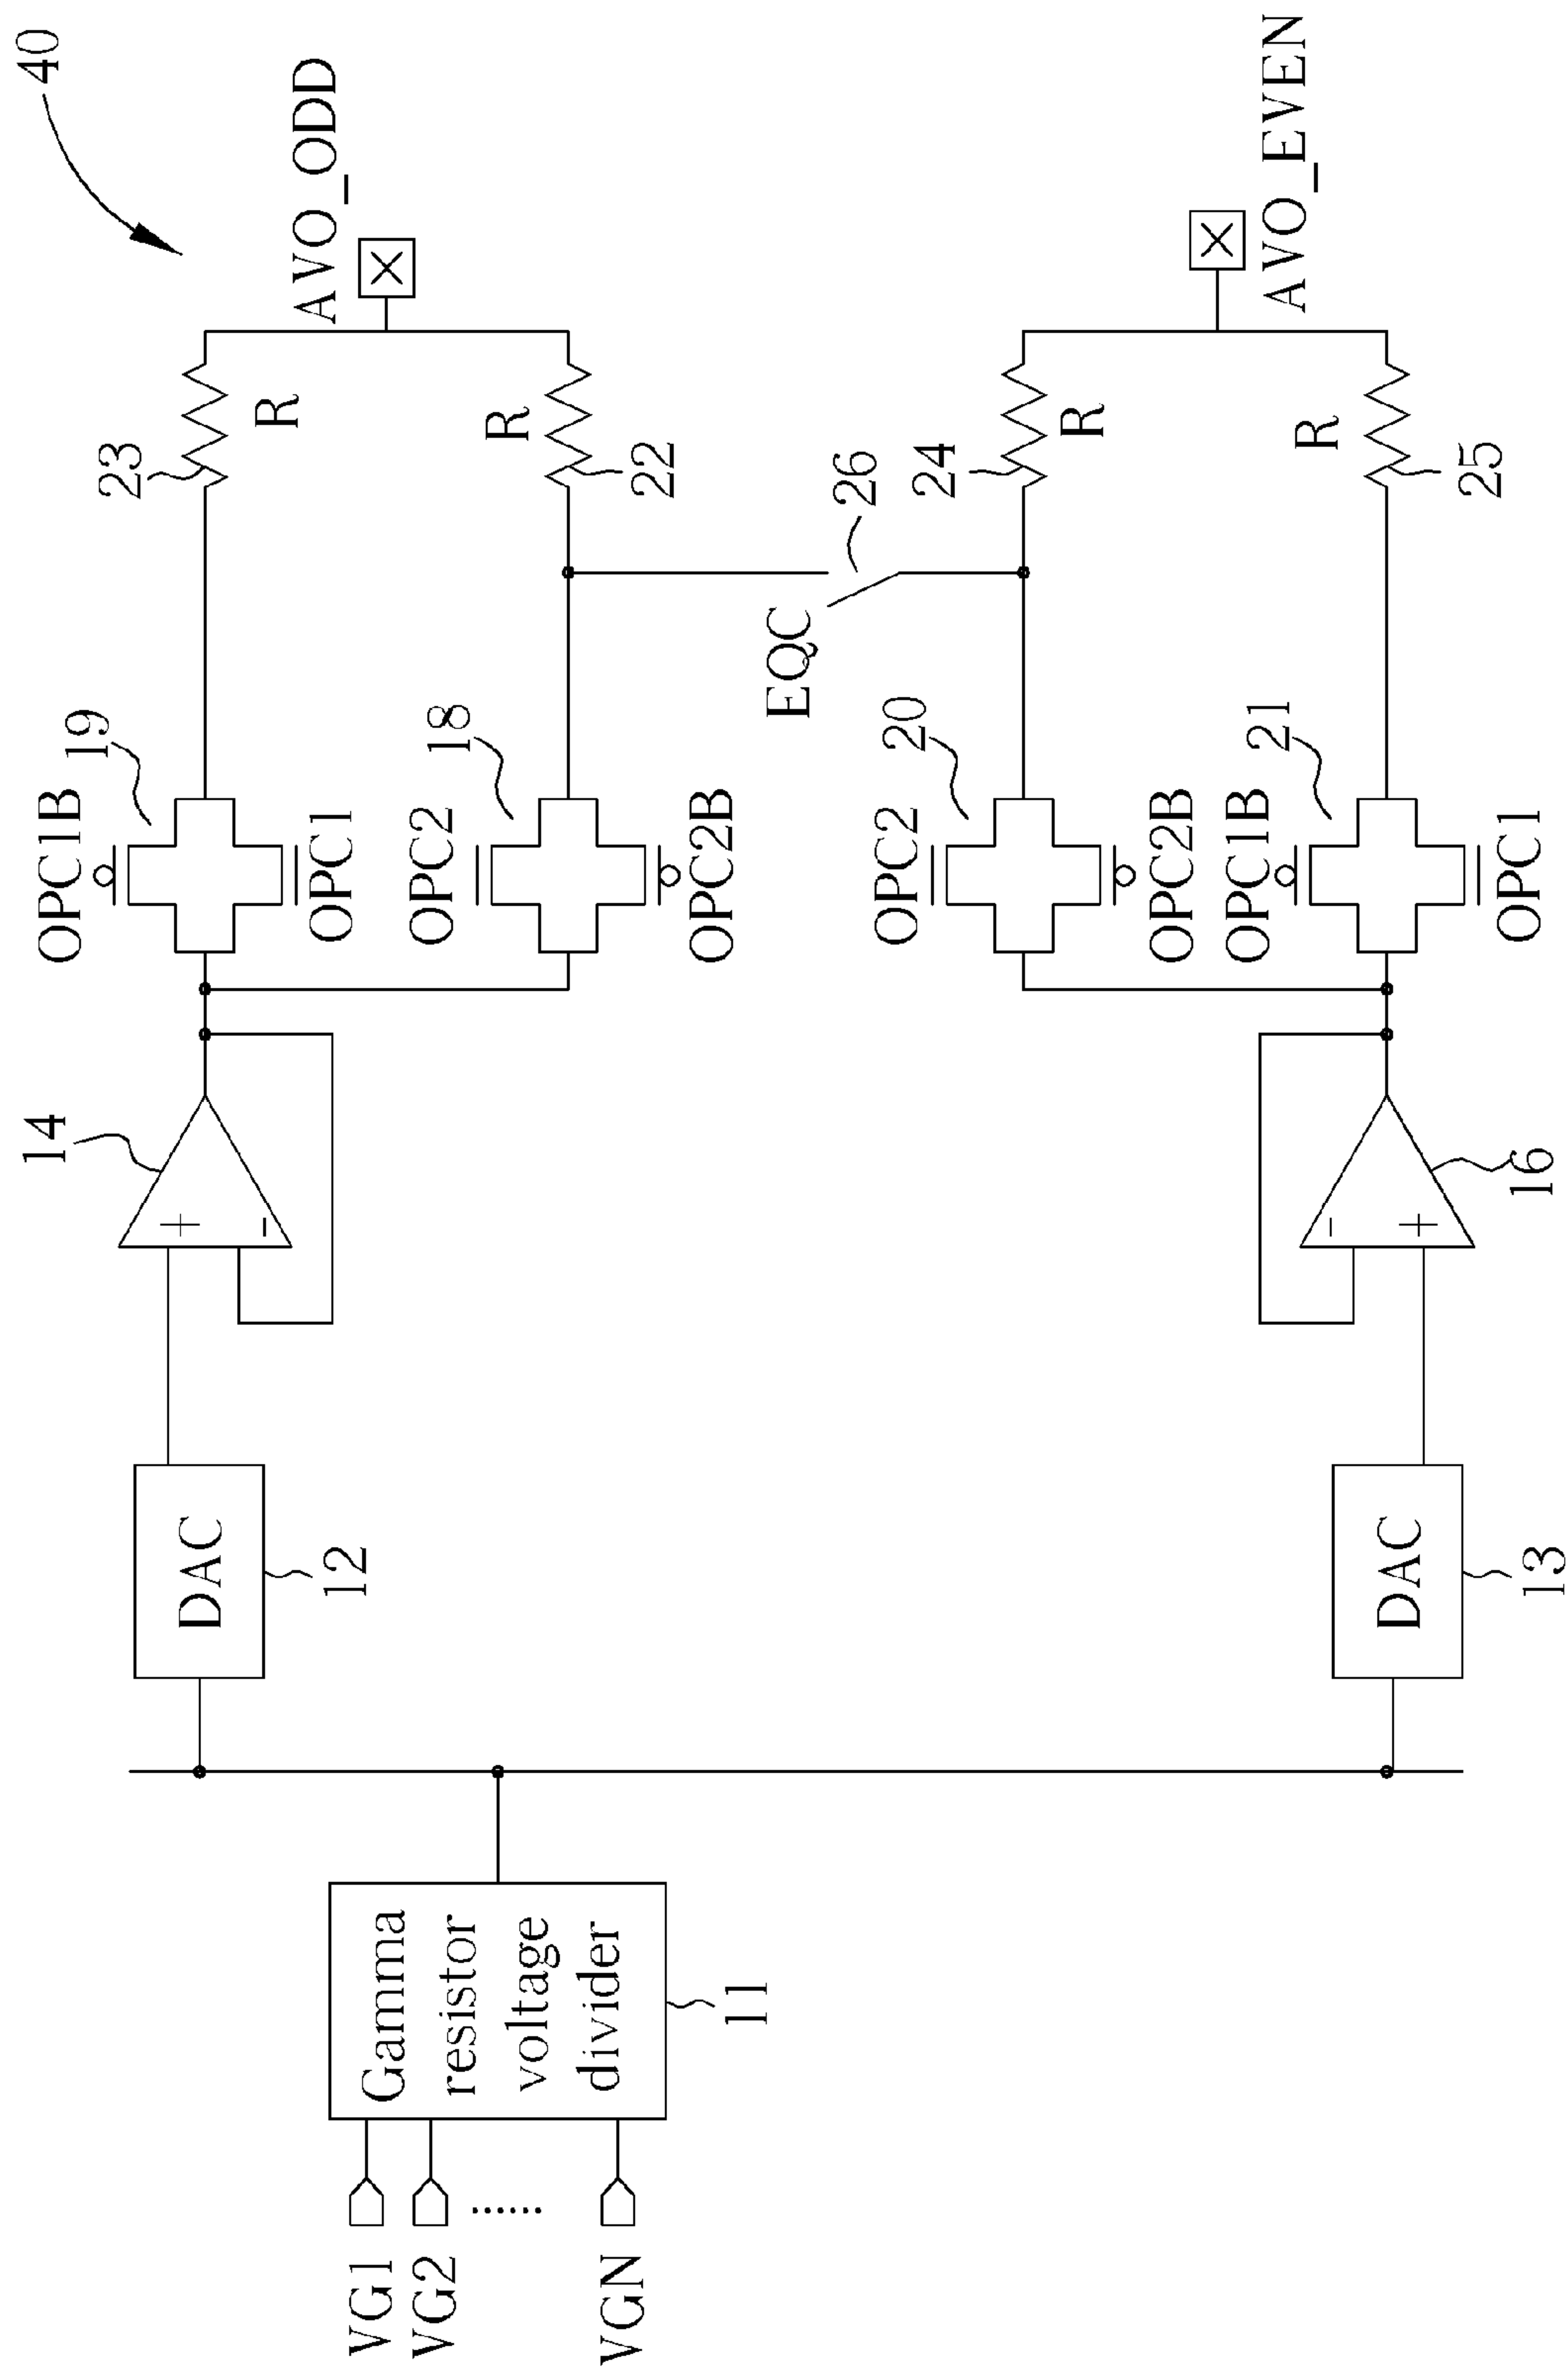 40
VG1
VG2
......
VGN
Gamma
resistor
voltage
divider
11
DAC
12
14
+
-
OPC1B
19
OPC1
23
R
AVO_ODD
OPC2
18
OPC2B
R
22
EQC
26
OPC2
20
OPC2B
24
R
AVO_EVEN
DAC
13
-
+
16
OPC1B
21
OPC1
R
25